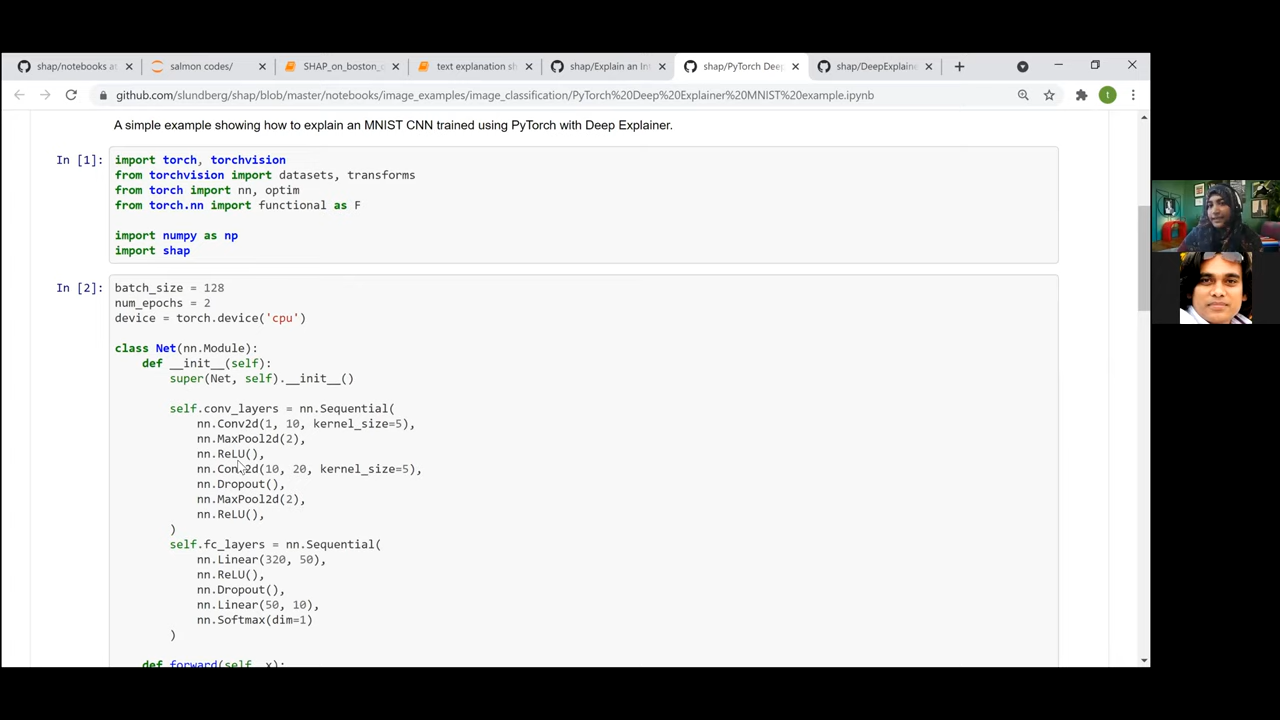 shap/notebooks a
salmon codes/
SHAP_on_boston_
text explanation sh
shap/Explain an In
shap/PyTorch Dee
shap/DeepExplaine
github.com/slundberg/shap/blob/master/notebooks/image_examples/image_classification/PyTorch%20Deep%20Explainer%20MNIST%20example.ipynb
t
A simple example showing how to explain an MNIST CNN trained using PyTorch with Deep Explainer.
In [1]:
import torch, torchvision
from torchvision import datasets, transforms
from torch import nn, optim
from torch.nn import functional as F
import numpy as np
import shap
In [2]:
batch_size = 128
num_epochs = 2
device = torch.device('cpu')
class Net(nn.Module):
def __init__(self):
super(Net, self).__init__()
self.conv_layers = nn.Sequential(
nn.Conv2d(1, 10, kernel_size=5),
nn.MaxPool2d(2),
nn.ReLU(),
nn.Conv2d(10, 20, kernel_size=5),
nn.Dropout(),
nn.MaxPool2d(2),
nn.ReLU(),
)
self.fc_layers = nn.Sequential(
nn.Linear(320, 50),
nn.ReLU(),
nn.Dropout(),
nn.Linear(50, 10),
nn.Softmax(dim=1)
)
def forward(self, x):